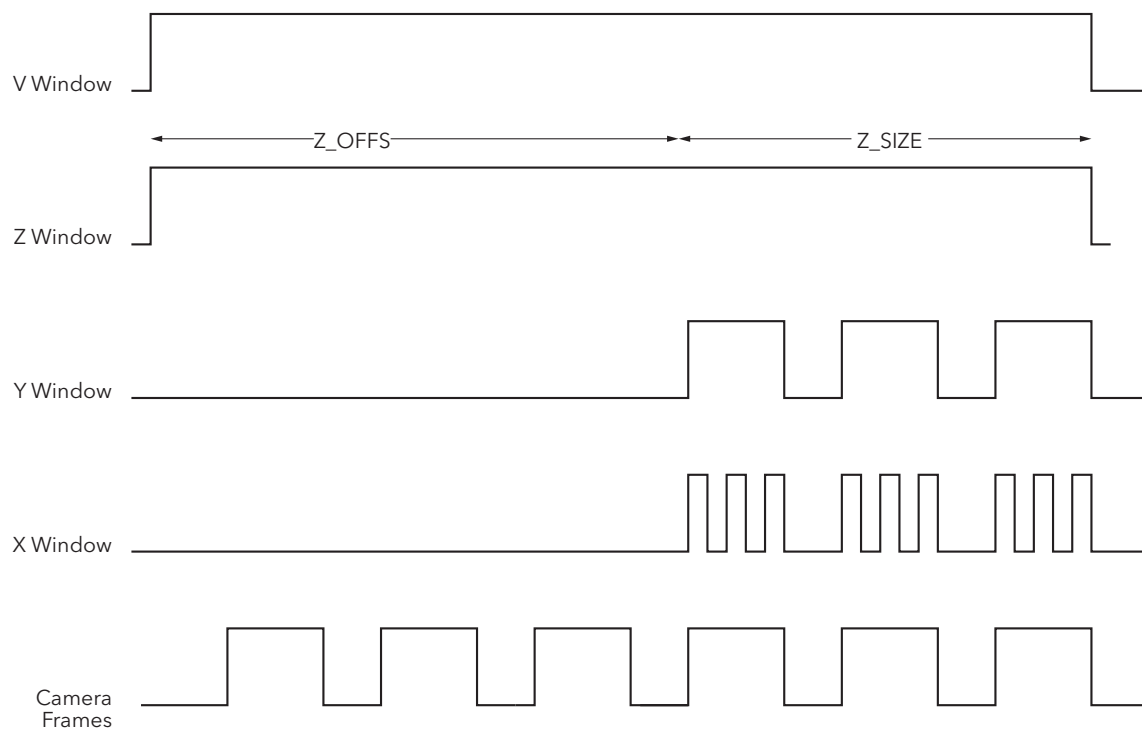 V Window
Z_OFFS
Z_SIZE
Z Window
Y Window
X Window
Camera
Frames